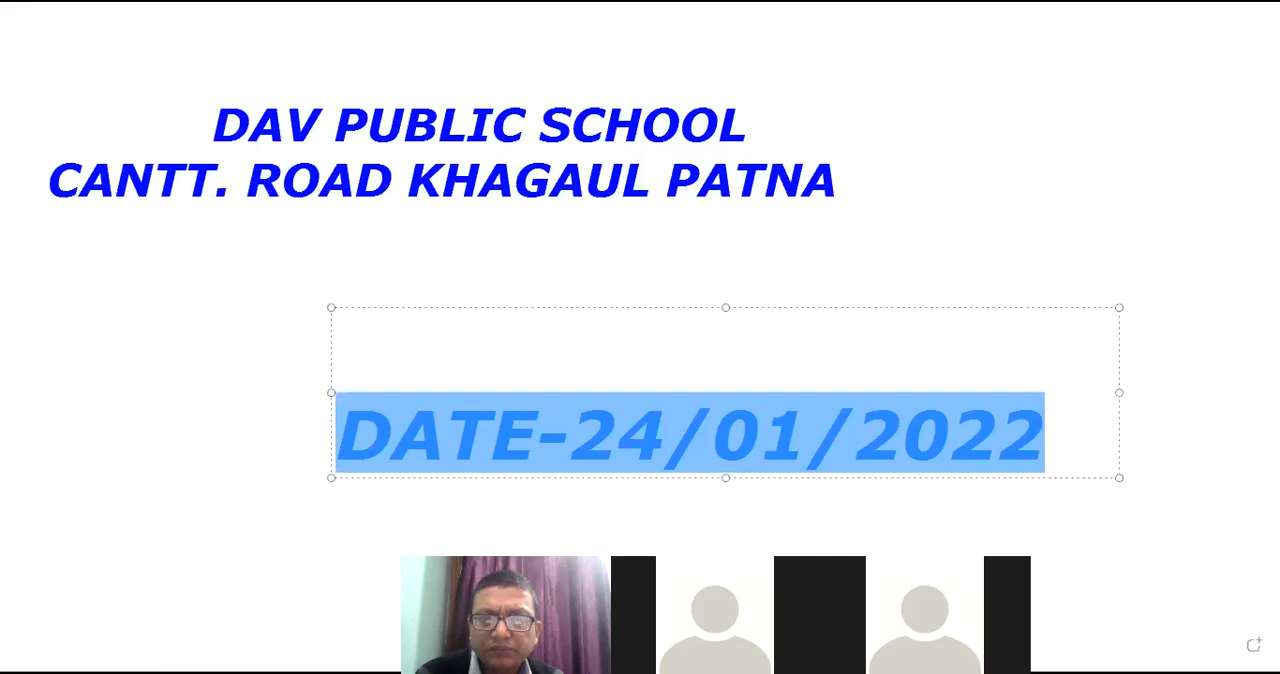 DAV PUBLIC SCHOOL
CANTT. ROAD KHAGAUL PATNA
DATE-24/01/2022